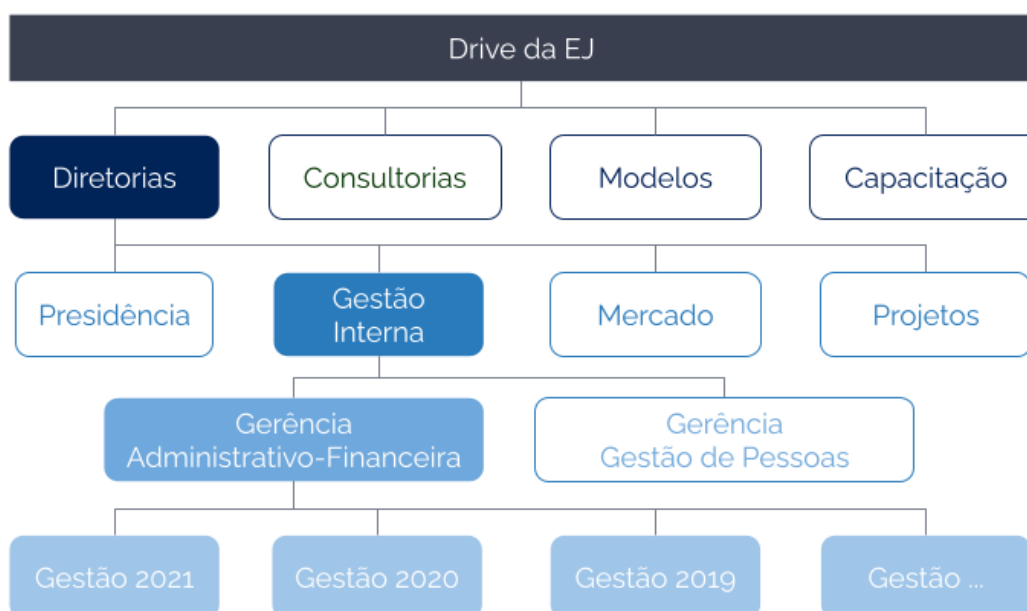 Drive da EJ
Diretorias
Consultorias
Modelos
Capacitação
Presidência
Gestão
Interna
Mercado
Projetos
Gerência
Administrativo-Financeira
Gerência
Gestão de Pessoas
Gestão 2021
Gestão 2020
Gestão 2019
Gestão ...